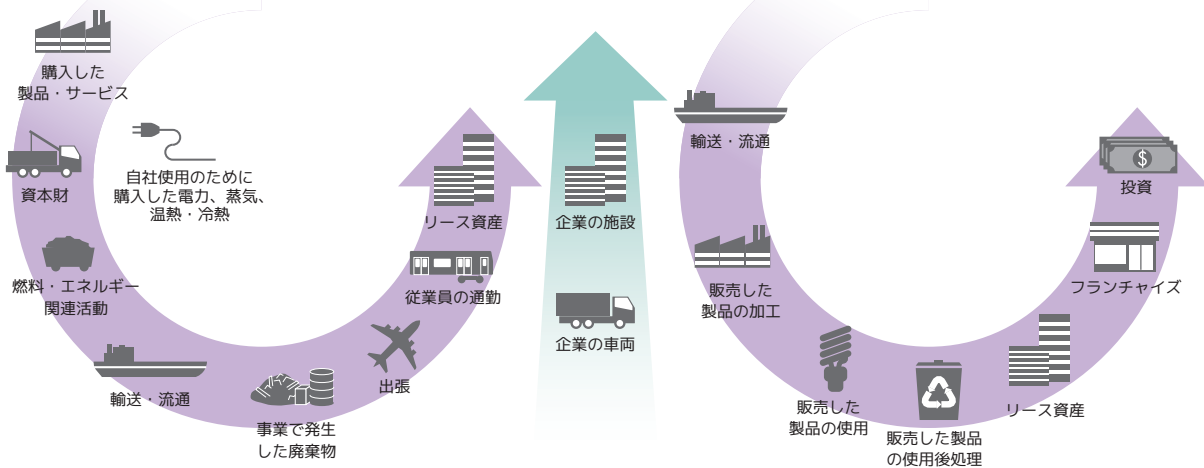 購入した
製品・サービス
資本財
自社使用のために
購入した電力、蒸気、
温熱・冷熱
燃料・エネルギー
関連活動
輸送・流通
事業で発生
した廃棄物
出張
従業員の通勤
リース資産
企業の施設
企業の車両
輸送・流通
販売した
製品の加工
販売した
製品の使用
販売した製品
の使用後処理
リース資産
フランチャイズ
$
投資